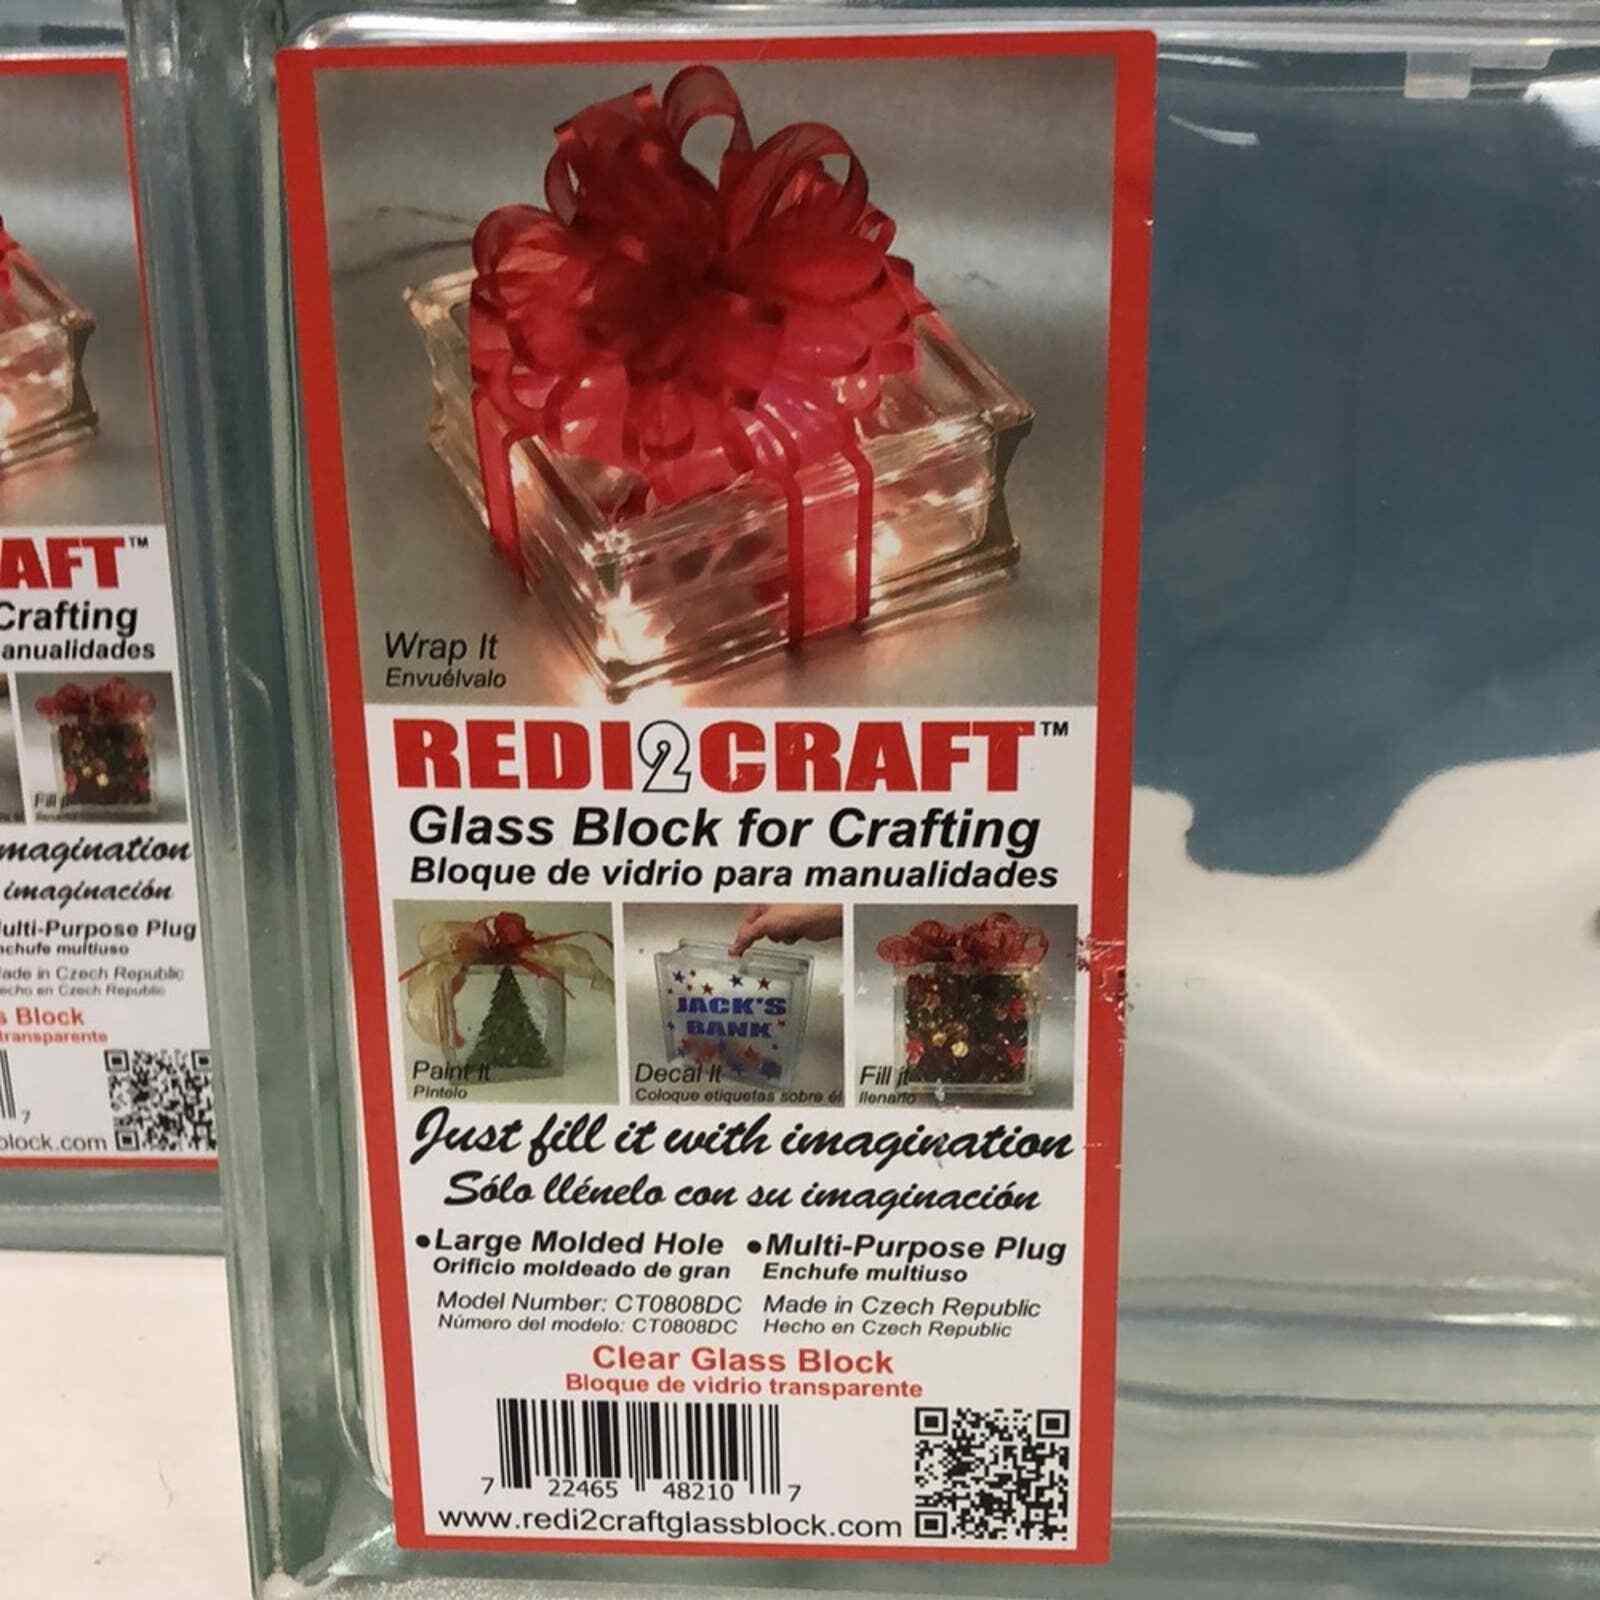 Wrap It
Envuélvalo
REDI2CRAFT™
Glass Block for Crafting
Bloque de vidrio para manualidades
JACK'S
BANK
Paint It
Píntelo
Decal It
Coloque etiquetas sobre él
Fill it
llenarlo
Just fill it with imagination
Sólo llénelo con su imaginación
•Large Molded Hole •Multi-Purpose Plug
Orificio moldeado de gran Enchufe multiuso
Model Number: CT0808DC Made in Czech Republic
Número del modelo: CT0808DC Hecho en Czech Republic
Clear Glass Block
Bloque de vidrio transparente
7 22465 48210 7
www.redi2craftglassblock.com
AFT™
Crafting
anualidades
Fill it
magination
imaginación
ulti-Purpose Plug
nchufe multiuso
ade in Czech Republic
echo en Czech Republic
s Block
transparente
7
block.com